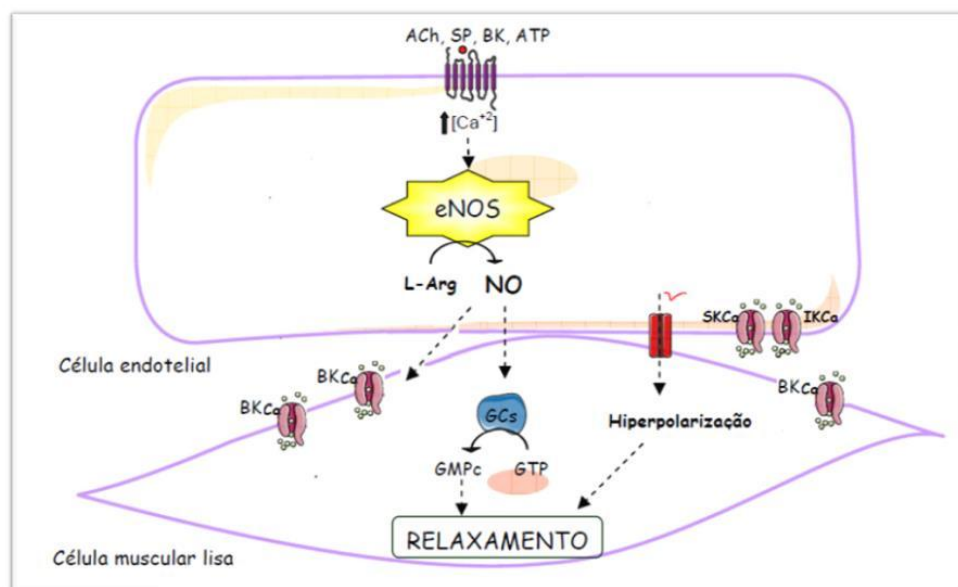 ACh, SP, BK, ATP
[Ca+2]
eNOS
L-Arg NO
SKCa IKCa
Célula endotelial
BKCa
BKCa
BKCa
GCs
Hiperpolarização
GMPc GTP
RELAXAMENTO
Célula muscular lisa